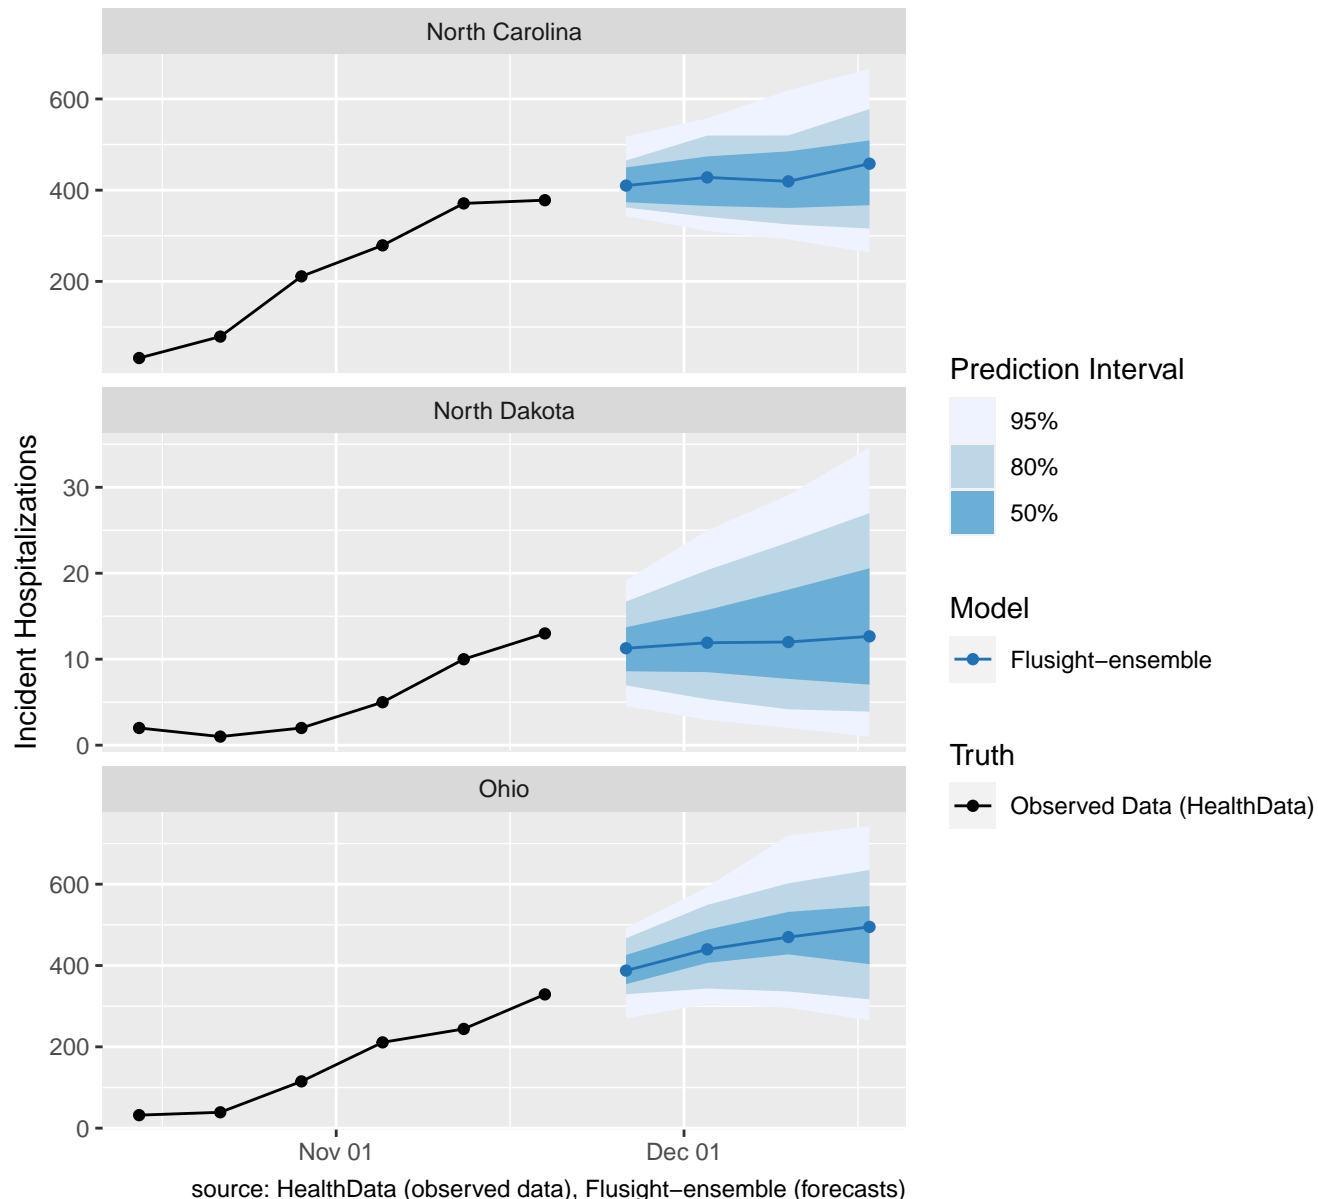 North Carolina
600
400
200
North Dakota
30
20
10
0
Ohio
600
400
200
0
Nov 01
Dec 01
Incident Hospitalizations
source: HealthData (observed data), Flusight−ensemble (forecasts)
Prediction Interval
95%
80%
50%
Model
Flusight−ensemble
Truth
Observed Data (HealthData)